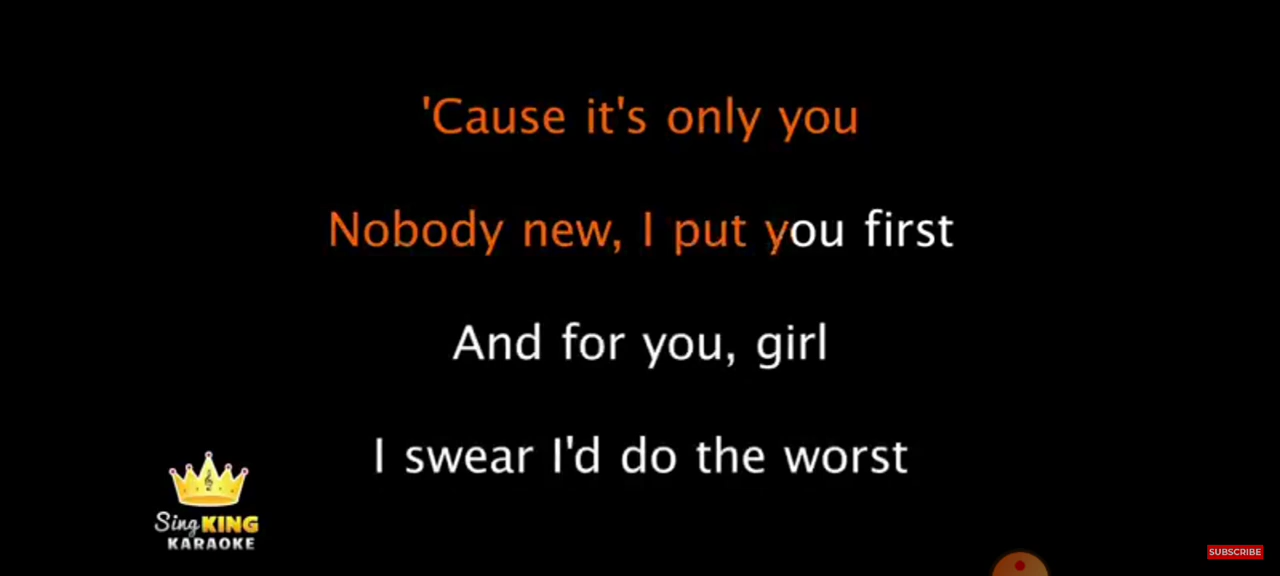 'Cause it's only you
Nobody new, I put you first
And for you, girl
I swear I'd do the worst
Sing KING
KARAOKE
SUBSCRIBE